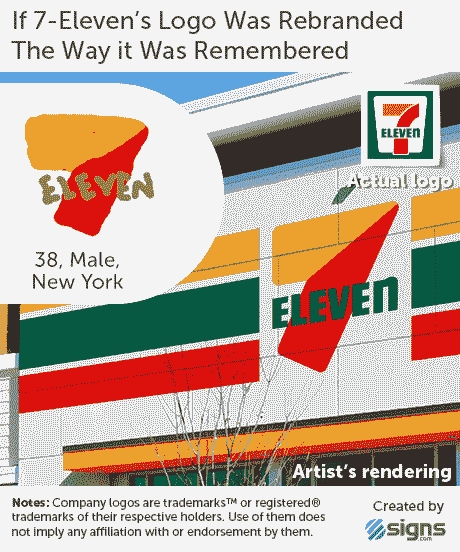 If 7-Eleven's Logo Was Rebranded
The Way it Was Remembered
7
ELEVEN
Actual logo
ELEVEN
38, Male,
New York
ELEVEN
Artist's rendering
Notes: Company logos are trademarks™ or registered®
trademarks of their respective holders. Use of them does
not imply any affiliation with or endorsement by them.
Created by
signs
.com